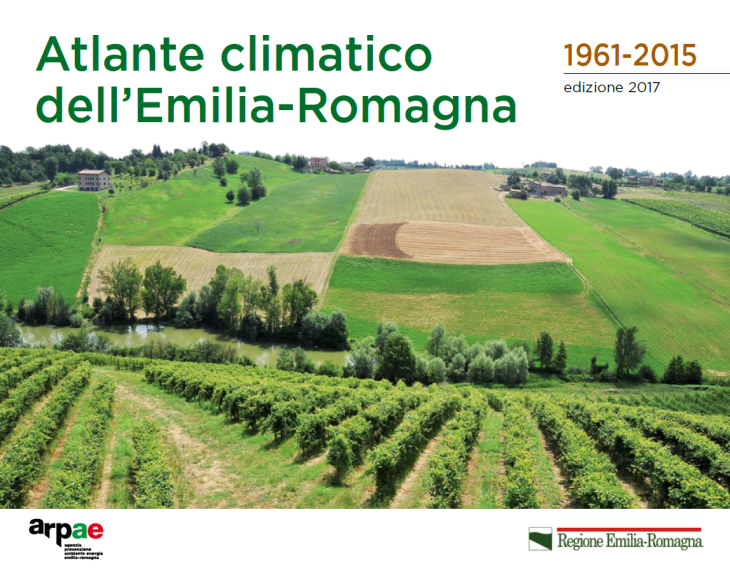 Atlante climatico
dell'Emilia-Romagna
1961-2015
edizione 2017
arpae
agenzia
prevenzione
ambiente energia
emilia-romagna
Regione Emilia-Romagna